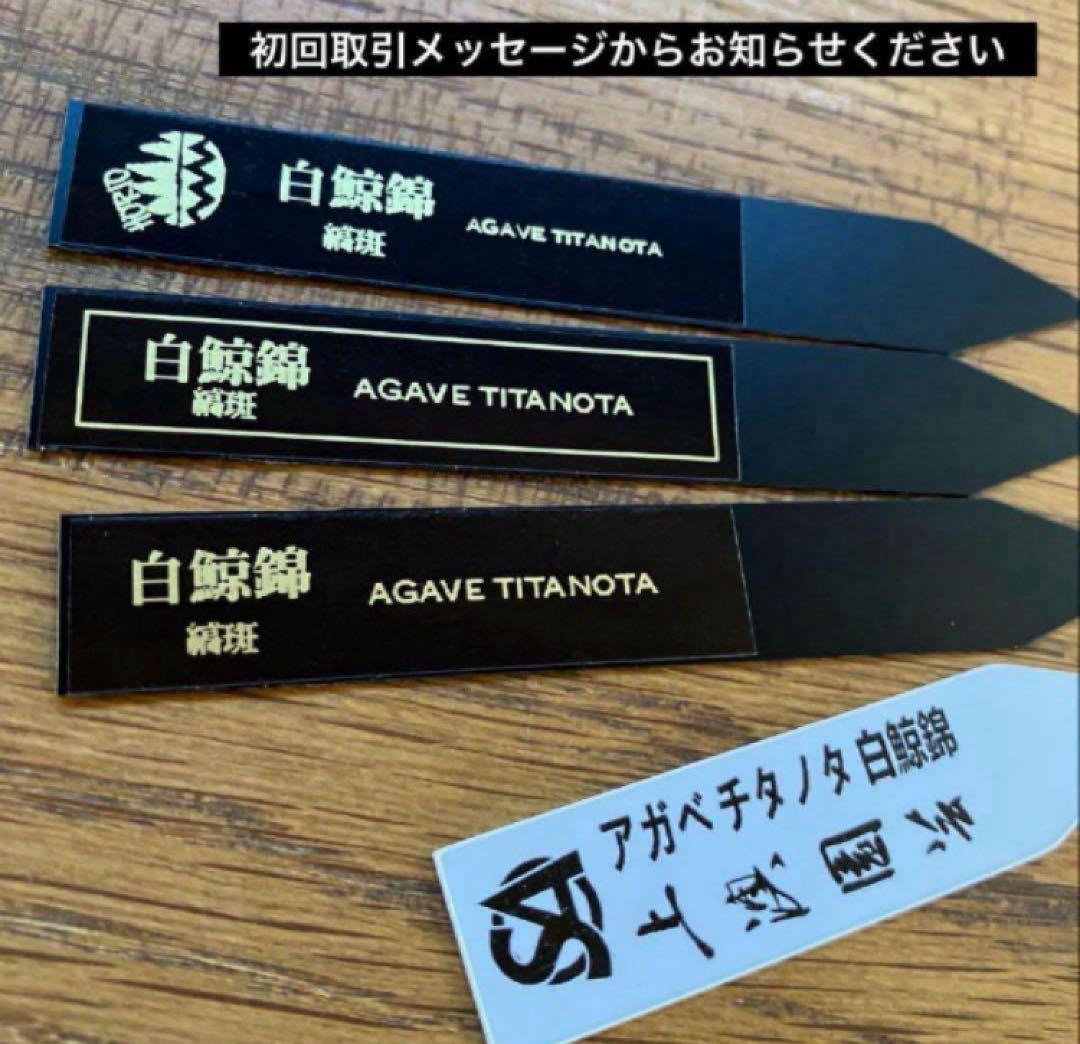 初回取引メッセージからお知らせください
HORIO
白鯨錦
縞斑
AGAVE TITANOTA
白鯨錦
縞斑
AGAVE TITANOTA
白鯨錦
縞斑
AGAVE TITANOTA
アガベチタノタ 白鯨錦